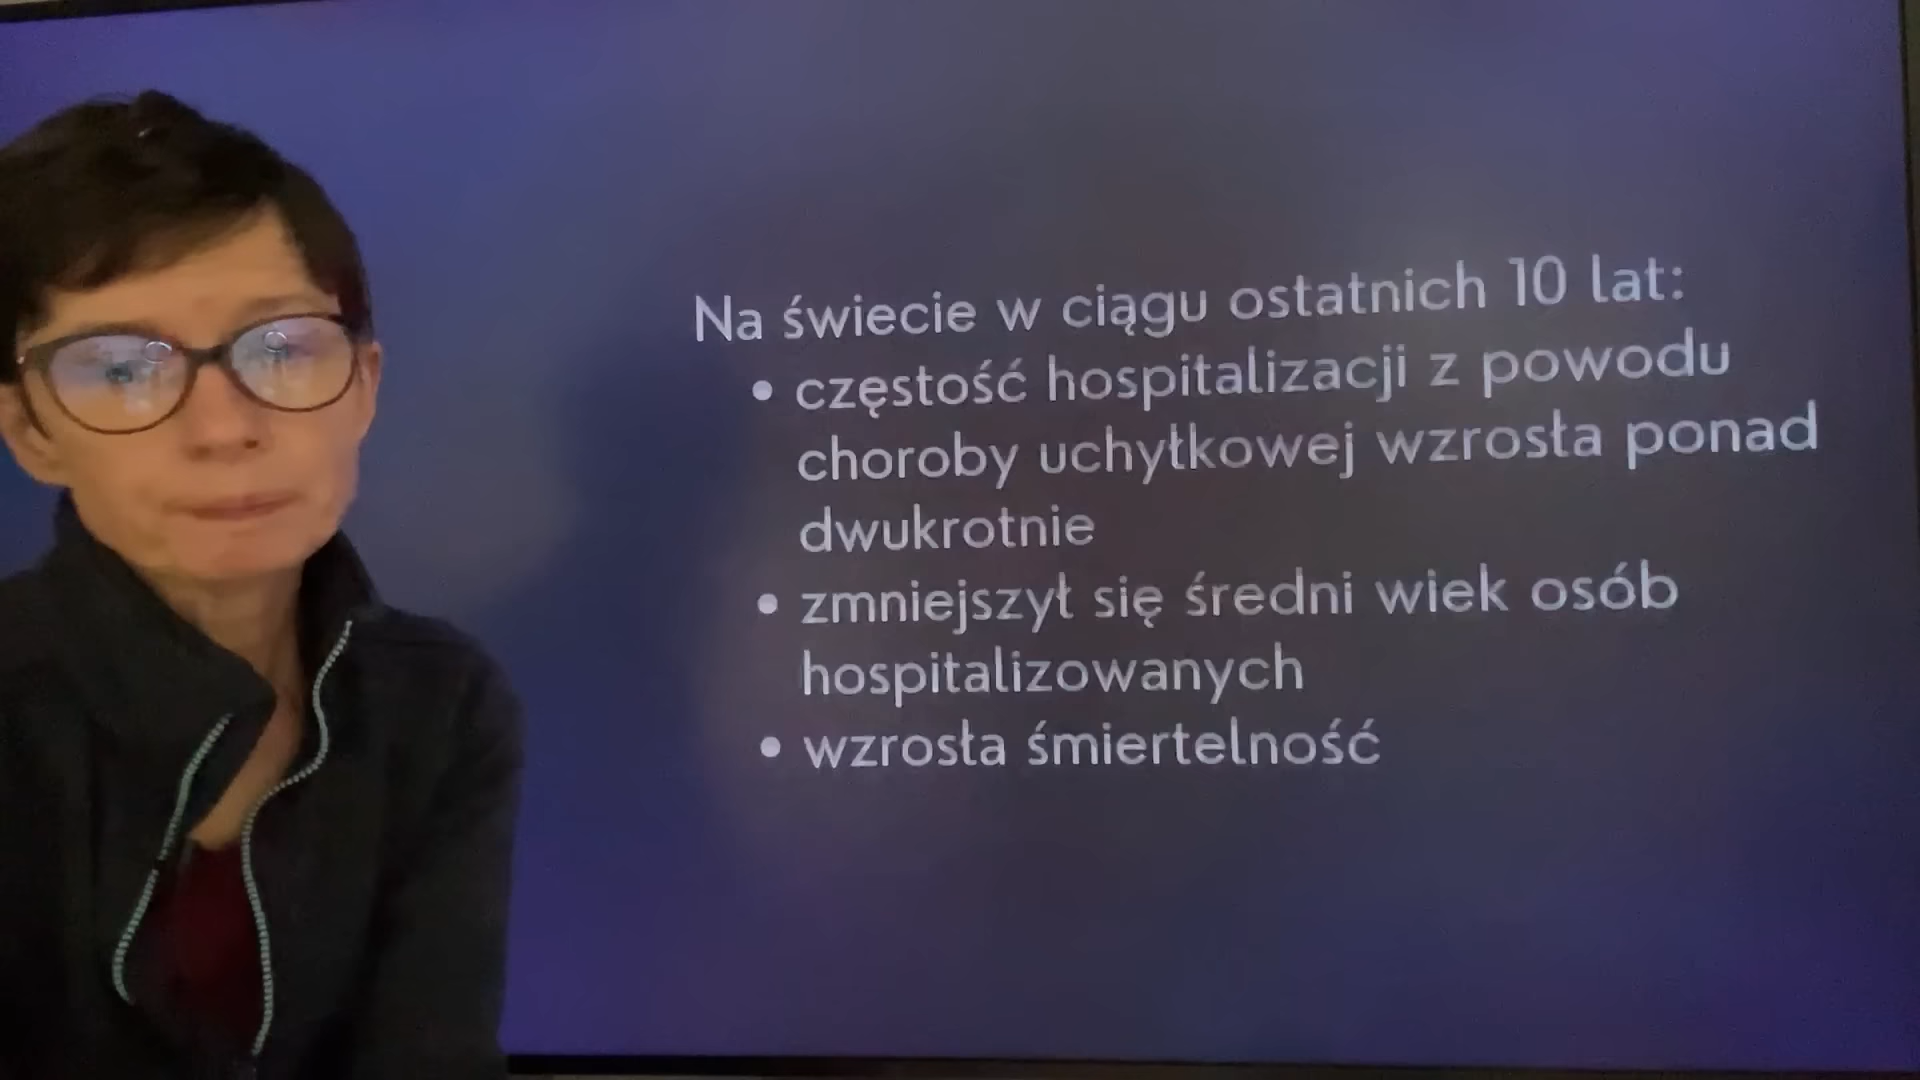 Na świecie w ciągu ostatnich 10 lat:
• częstość hospitalizacji z powodu
choroby uchyłkowej wzrosła ponad
dwukrotnie
• zmniejszył się średni wiek osób
hospitalizowanych
• wzrosła śmiertelność